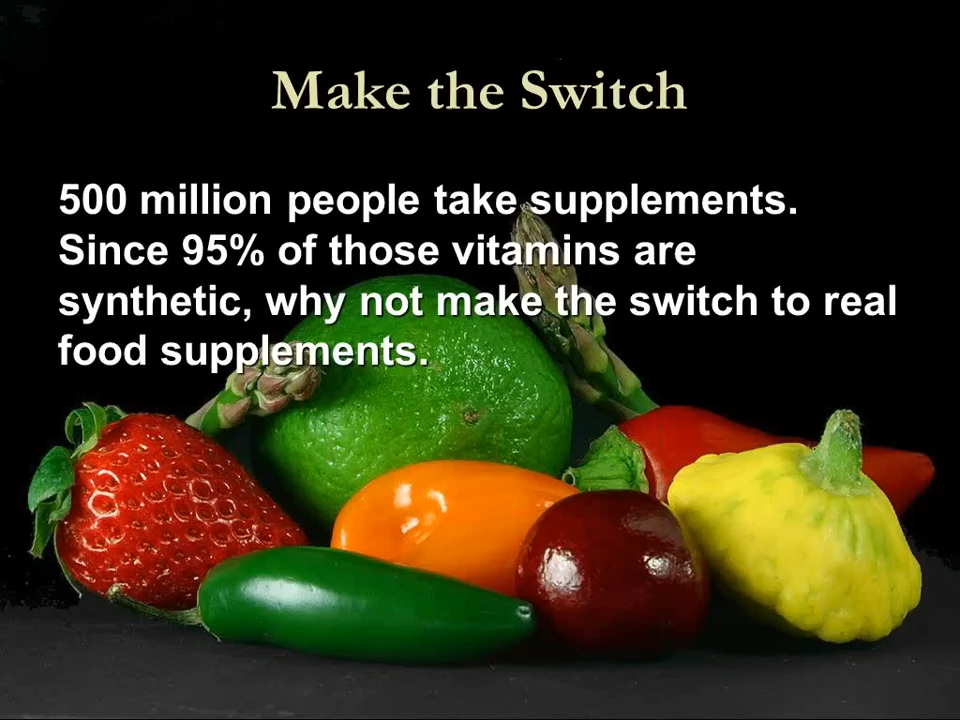 Make the Switch
500 million people take supplements.
Since 95% of those vitamins are
synthetic, why not make the switch to real
food supplements.